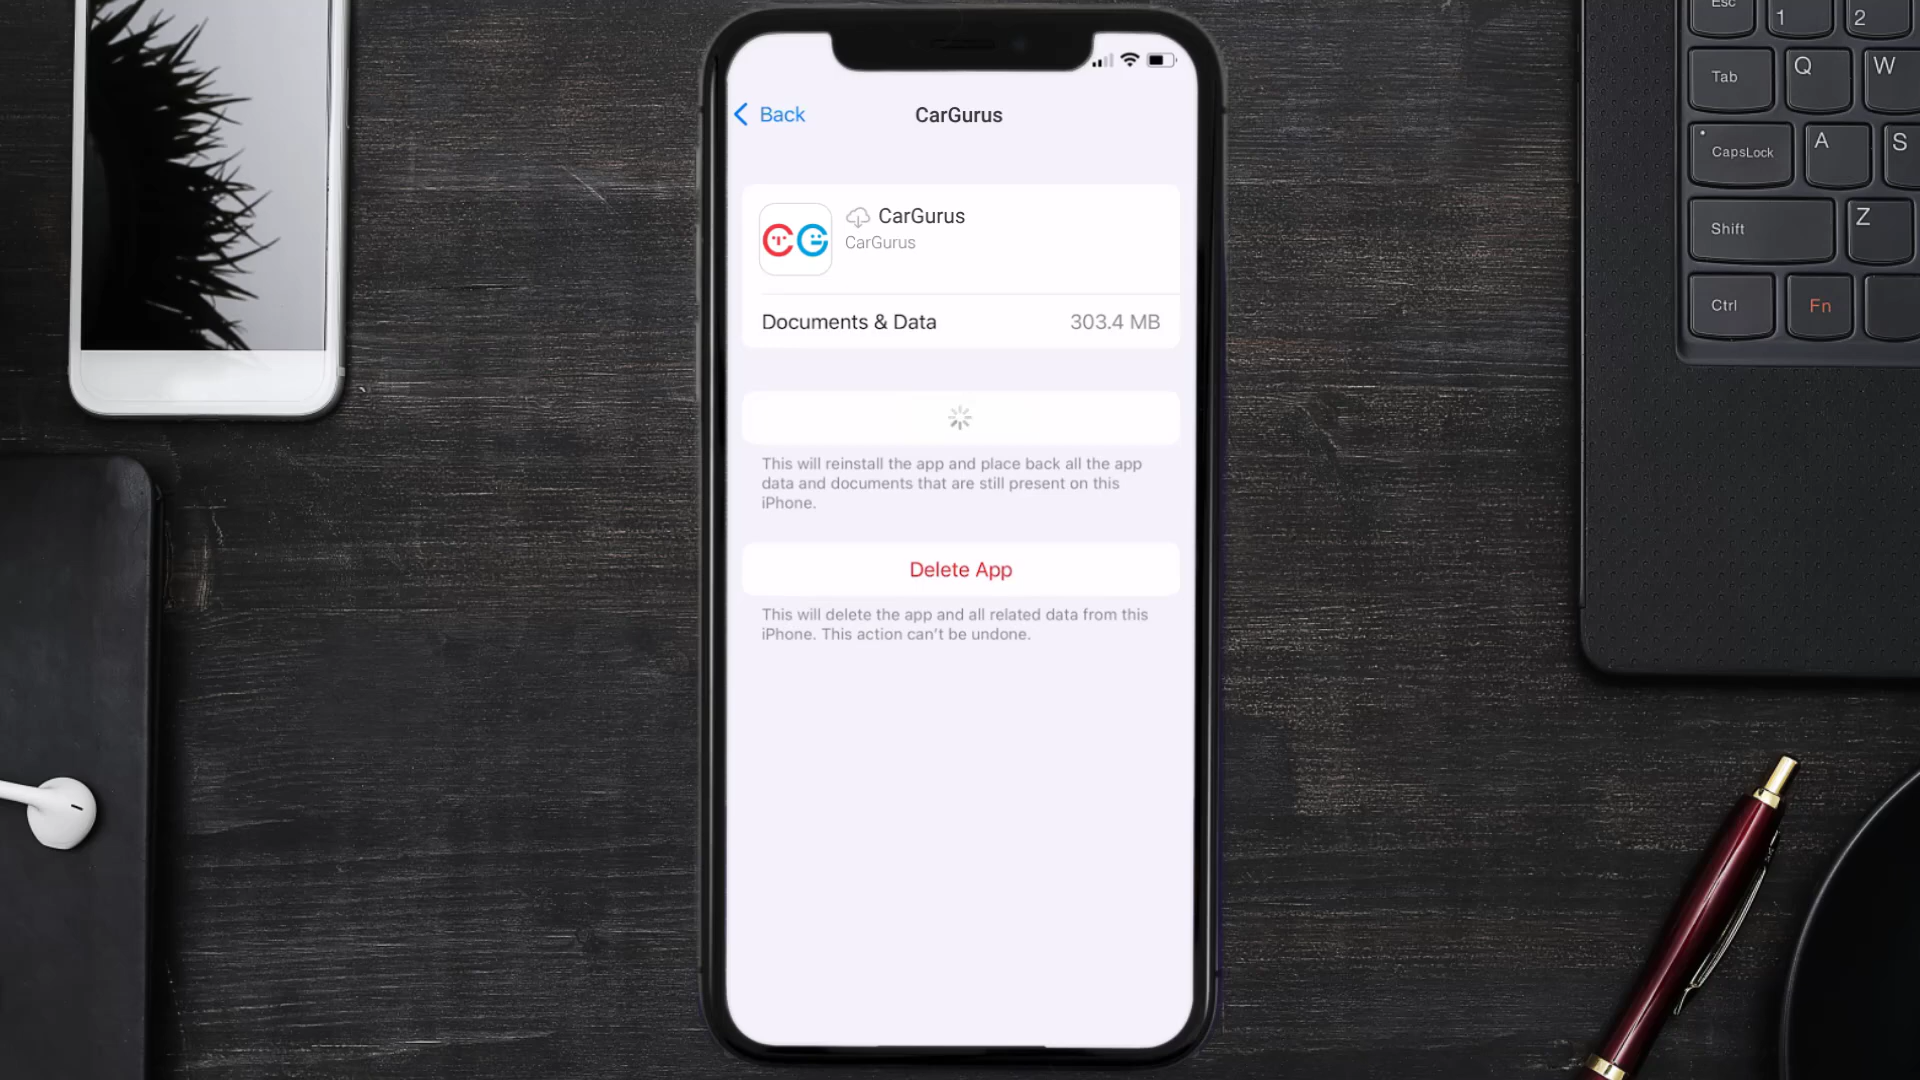 Back
CarGurus
CarGurus
CarGurus
Documents & Data
303.4 MB
This will reinstall the app and place back all the app
data and documents that are still present on this
iPhone.
Delete App
This will delete the app and all related data from this
iPhone. This action can't be undone.
Esc
1
2
Tab
Q
W
CapsLock
A
S
Shift
Z
Ctrl
Fn